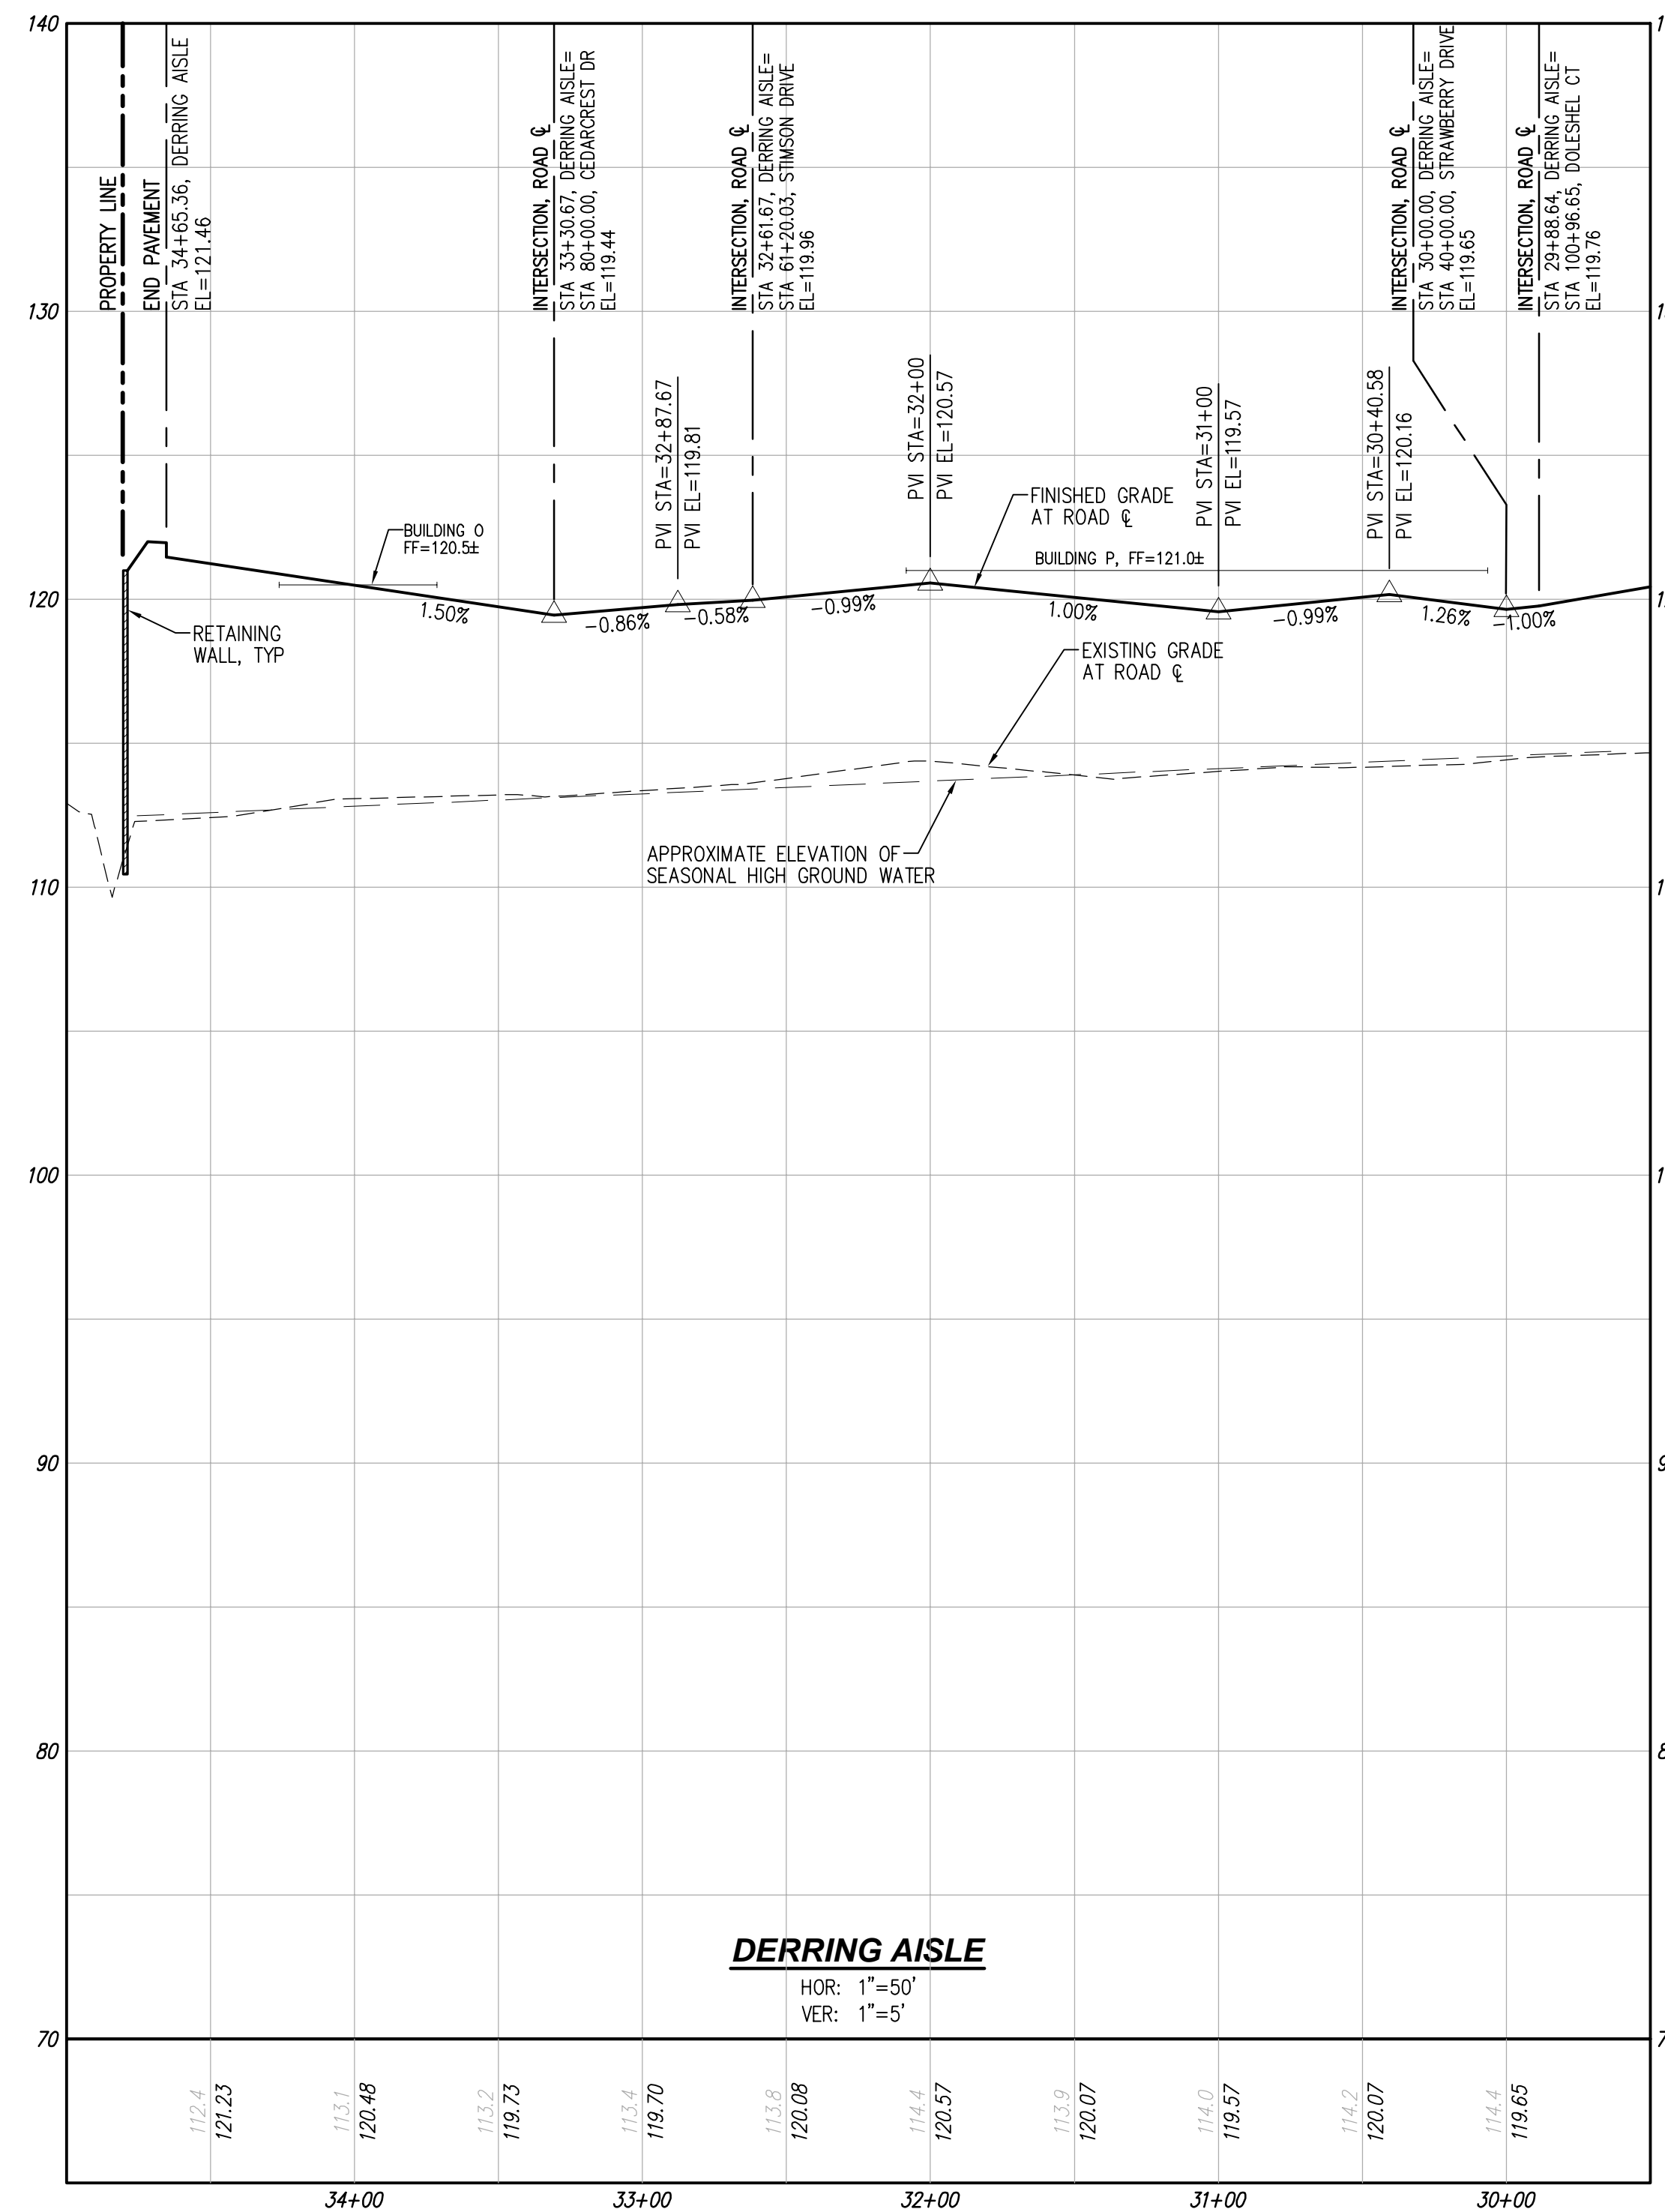 140
130
120
110
100
90
80
70
PROPERTY LINE
END PAVEMENT
STA 34+65.36, DERRING AISLE
EL=121.46
INTERSECTION, ROAD ℄
STA 33+30.67, DERRING AISLE=
STA 80+00.00, CEDARCREST DR
EL=119.44
INTERSECTION, ROAD ℄
STA 32+61.67, DERRING AISLE=
STA 61+20.03, STIMSON DRIVE
EL=119.96
INTERSECTION, ROAD ℄
STA 30+00.00, DERRING AISLE=
STA 40+00.00, STRAWBERRY DRIVE
EL=119.65
INTERSECTION, ROAD ℄
STA 29+88.64, DERRING AISLE=
STA 100+96.65, DOLESHEL CT
EL=119.76
PVI STA=32+87.67
PVI EL=119.81
PVI STA=32+00
PVI EL=120.57
PVI STA=31+00
PVI EL=119.57
PVI STA=30+40.58
PVI EL=120.16
BUILDING O
FF=120.5±
FINISHED GRADE
AT ROAD ℄
BUILDING P, FF=121.0±
1.50%
-0.86%
-0.58%
-0.99%
1.00%
-0.99%
1.26%
-1.00%
RETAINING
WALL, TYP
EXISTING GRADE
AT ROAD ℄
APPROXIMATE ELEVATION OF
SEASONAL HIGH GROUND WATER
DERRING AISLE
HOR: 1"=50'
VER: 1"=5'
112.4
121.23
113.1
120.48
113.2
119.73
113.4
119.70
113.8
120.08
114.4
120.57
113.9
120.07
114.0
119.57
114.2
120.07
114.4
119.65
34+00
33+00
32+00
31+00
30+00